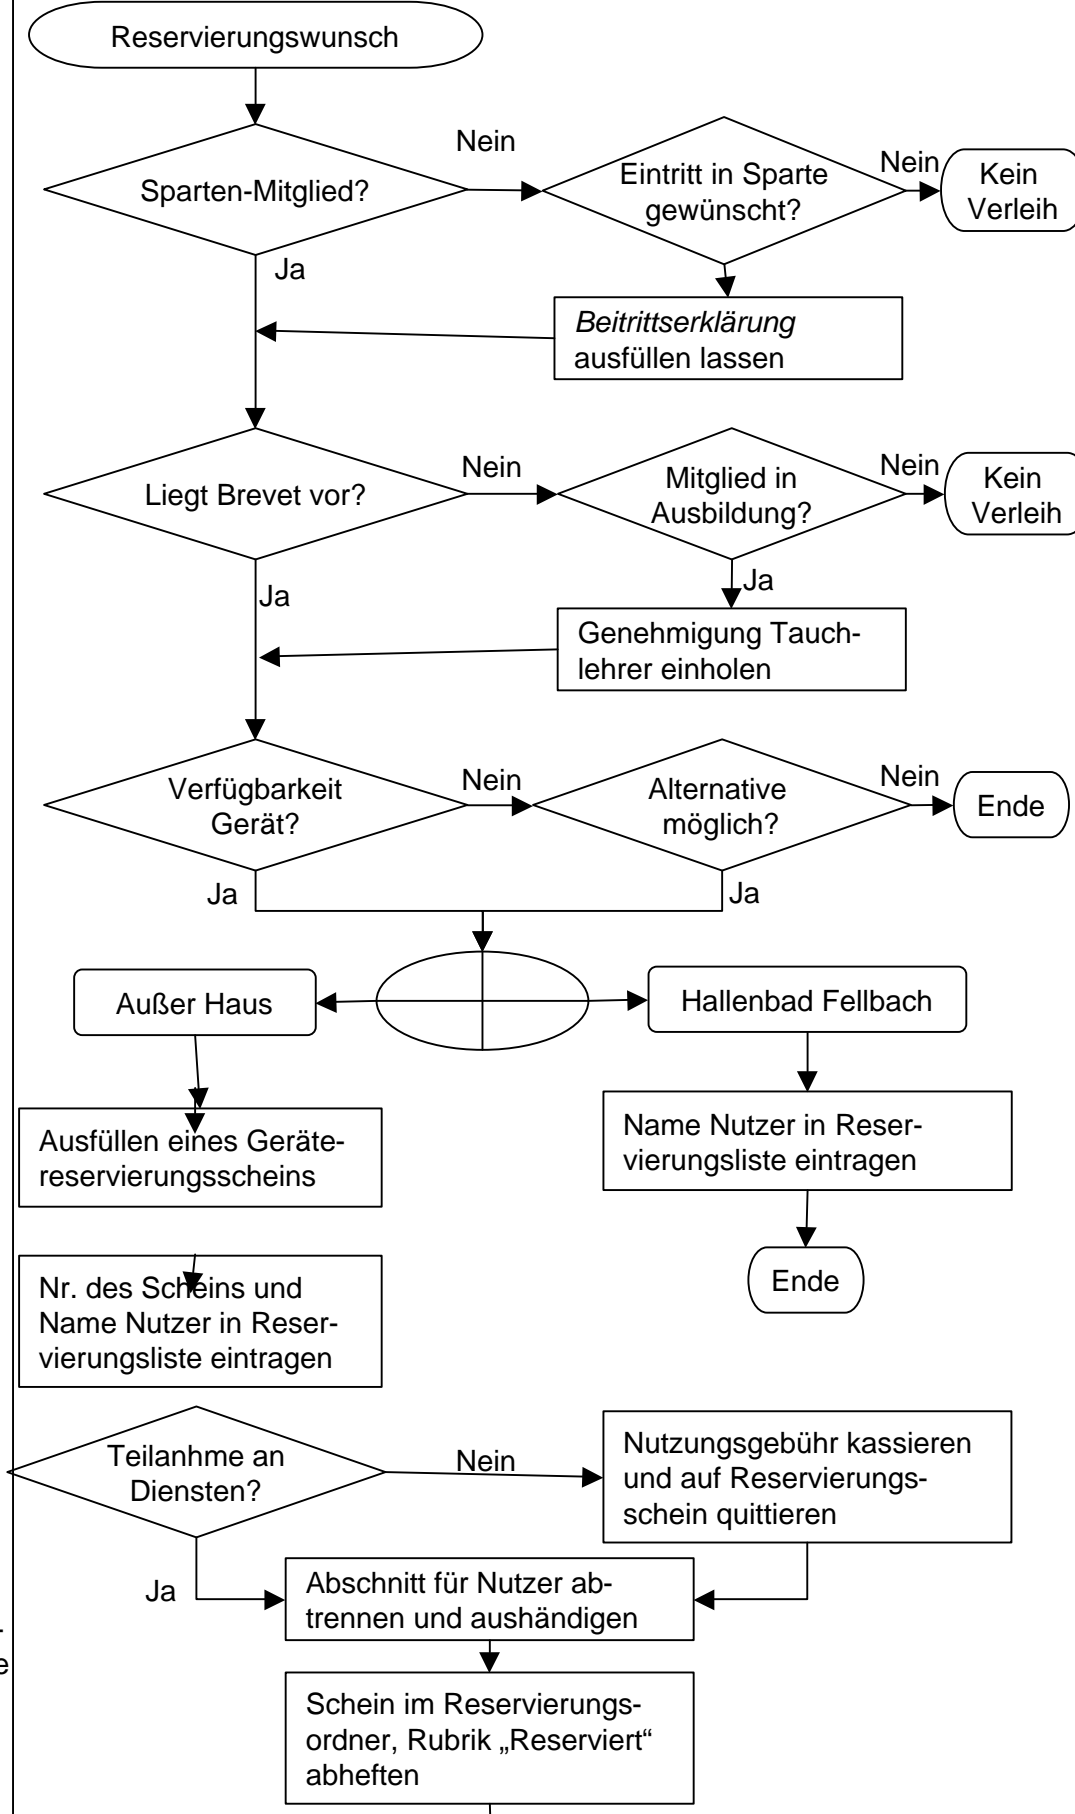 Reservierungswunsch
Nein
Sparten-Mitglied?
Eintritt in Sparte
gewünscht?
Nein
Kein
Verleih
Ja
Beitrittserklärung
ausfüllen lassen
Liegt Brevet vor?
Nein
Mitglied in
Ausbildung?
Nein
Kein
Verleih
Ja
Ja
Genehmigung Tauch-
lehrer einholen
Verfügbarkeit
Gerät?
Nein
Alternative
möglich?
Nein
Ende
Ja
Ja
Außer Haus
Hallenbad Fellbach
Ausfüllen eines Geräte-
reservierungsscheins
Name Nutzer in Reser-
vierungsliste eintragen
Nr. des Scheins und
Name Nutzer in Reser-
vierungsliste eintragen
Ende
Teilanhme an
Diensten?
Nein
Nutzungsgebühr kassieren
und auf Reservierungs-
schein quittieren
Ja
Abschnitt für Nutzer ab-
trennen und aushändigen
Schein im Reservierungs-
ordner, Rubrik „Reserviert“
abheften